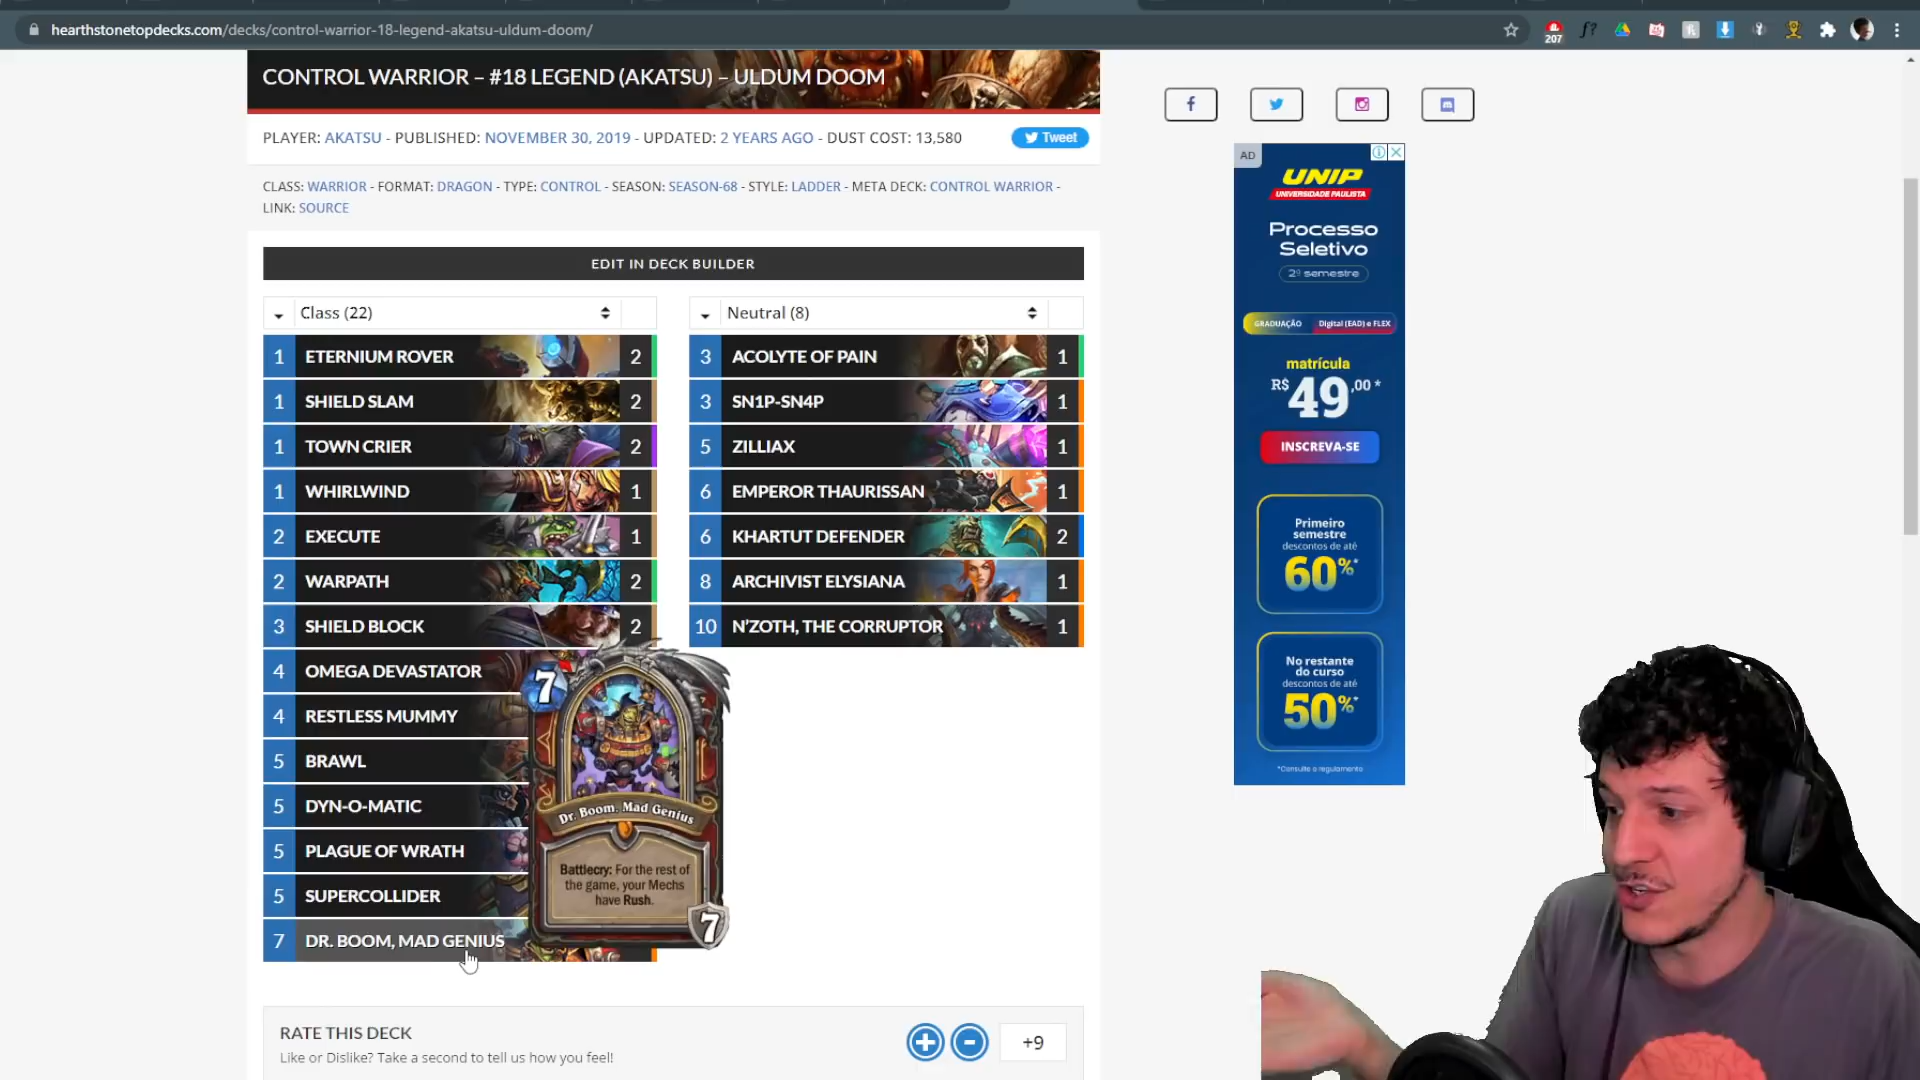 hearthstonetopdecks.com/decks/control-warrior-18-legend-akatsu-uldum-doom/
207
f?
CONTROL WARRIOR – #18 LEGEND (AKATSU) – ULDUM DOOM
PLAYER: AKATSU - PUBLISHED: NOVEMBER 30, 2019 - UPDATED: 2 YEARS AGO - DUST COST: 13,580
Tweet
CLASS: WARRIOR - FORMAT: DRAGON - TYPE: CONTROL - SEASON: SEASON-68 - STYLE: LADDER - META DECK: CONTROL WARRIOR -
LINK: SOURCE
EDIT IN DECK BUILDER
Class (22)
1 ETERNIUM ROVER 2
1 SHIELD SLAM 2
1 TOWN CRIER 2
1 WHIRLWIND 1
2 EXECUTE 1
2 WARPATH 2
3 SHIELD BLOCK 2
4 OMEGA DEVASTATOR
4 RESTLESS MUMMY
5 BRAWL
5 DYN-O-MATIC
5 PLAGUE OF WRATH
5 SUPERCOLLIDER
7 DR. BOOM, MAD GENIUS
Neutral (8)
3 ACOLYTE OF PAIN 1
3 SN1P-SN4P 1
5 ZILLIAX 1
6 EMPEROR THAURISSAN 1
6 KHARTUT DEFENDER 2
8 ARCHIVIST ELYSIANA 1
10 N'ZOTH, THE CORRUPTOR 1
7
Dr. Boom, Mad Genius
Battlecry: For the rest of
the game, your Mechs
have Rush.
7
RATE THIS DECK
Like or Dislike? Take a second to tell us how you feel!
+9
AD
UNIP
UNIVERSIDADE PAULISTA
Processo
Seletivo
2º semestre
GRADUAÇÃO Digital (EAD) e FLEX
matrícula
R$ 49,00*
INSCREVA-SE
Primeiro
semestre
descontos de até
60%*
No restante
do curso
descontos de até
50%*
*Consulte o regulamento